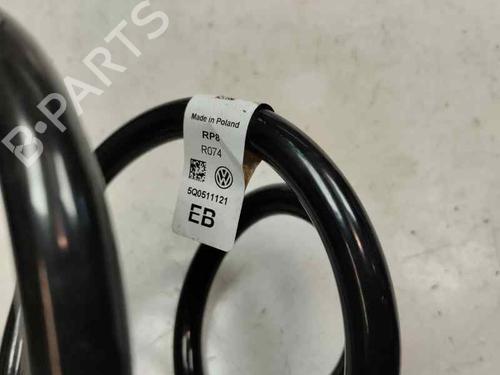 B-PARTS
Made in Poland
RP8
R074
5Q0511121
EB